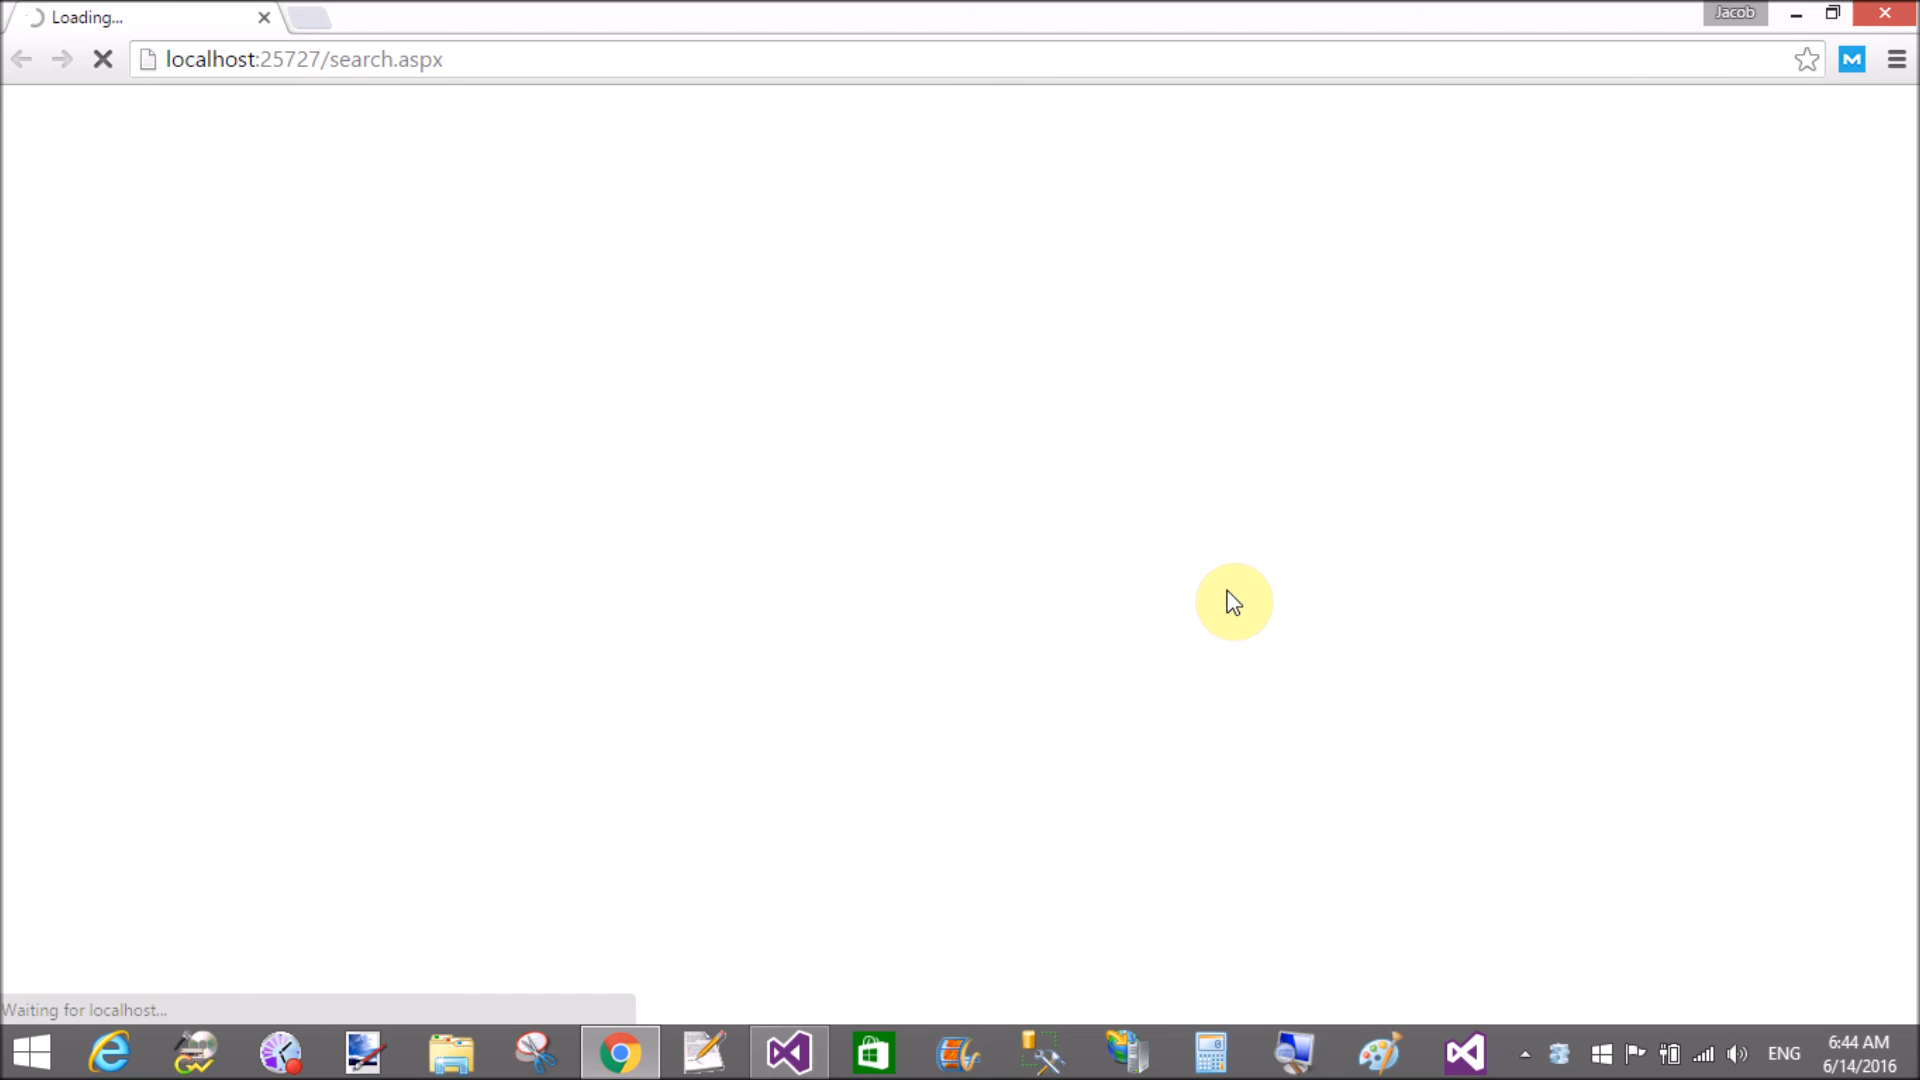 Loading...
Jacob
localhost:25727/search.aspx
Waiting for localhost...
ENG
6:44 AM
6/14/2016